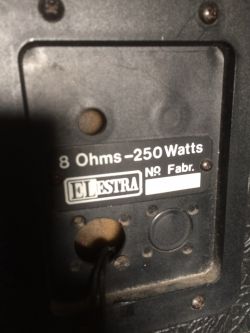 8 Ohms-250 Watts
ELESTRA
Nº Fabr.